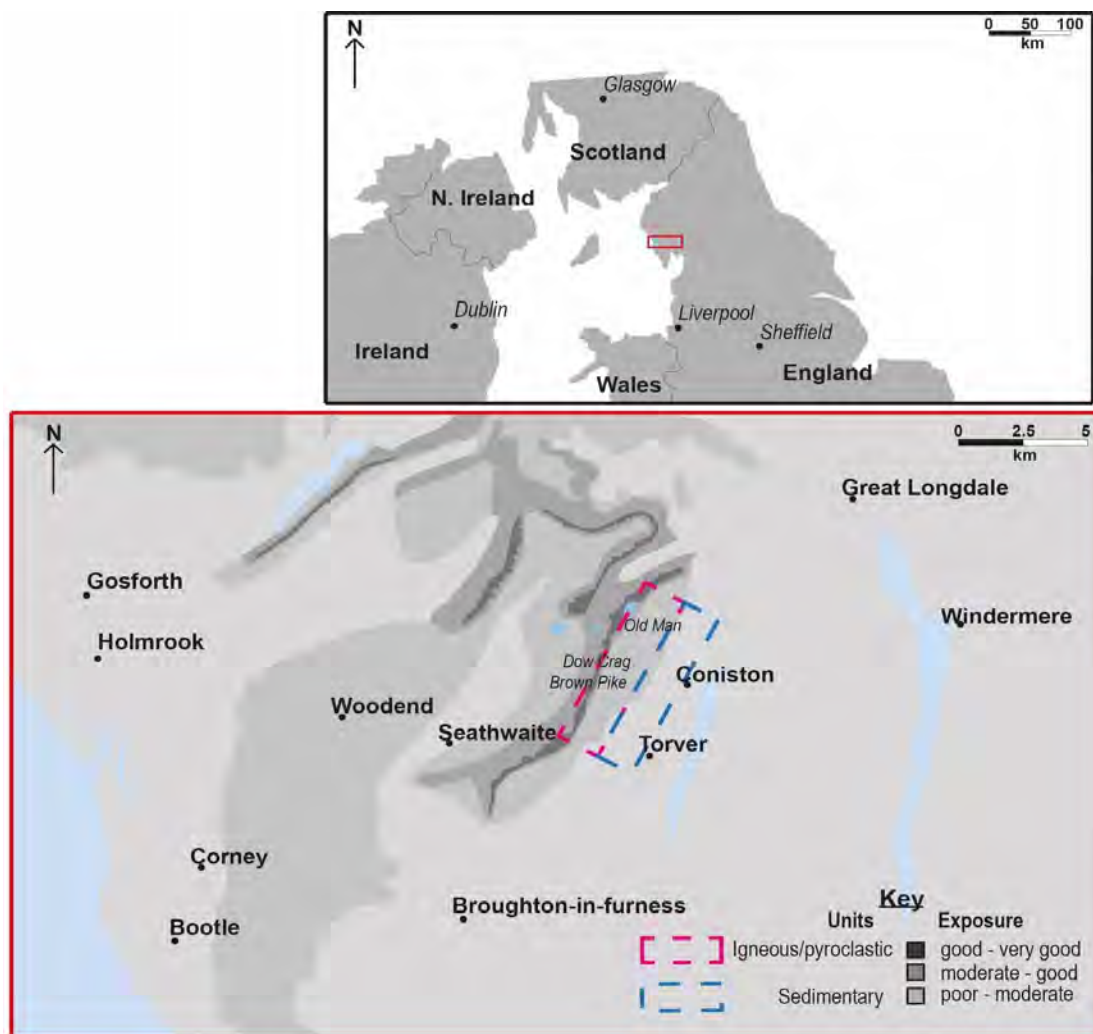 N
0 50 100
km
Glasgow
Scotland
N. Ireland
Dublin
Liverpool
Ireland
Sheffield
Wales
England
N
0 2.5 5
km
Great Longdale
Gosforth
Windermere
Holmrook
Old Man
Dow Crag
Brown Pike
Coniston
Woodend
Seathwaite
Torver
Corney
Broughton-in-furness
Bootle
Key
Units Exposure
Igneous/pyroclastic good - very good
moderate - good
Sedimentary poor - moderate